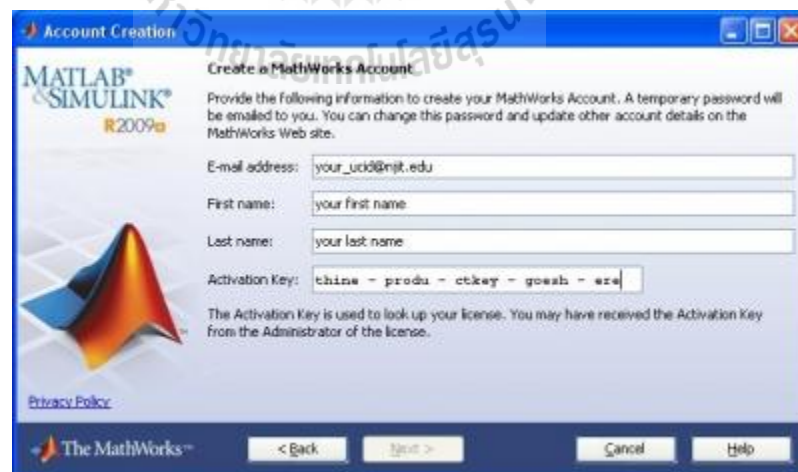 Account Creation
MATLAB®
&SIMULINK®
R2009a
Create a MathWorks Account
Provide the following information to create your MathWorks Account. A temporary password will
be emailed to you. You can change this password and update other account details on the
MathWorks Web site.
E-mail address: your_ucid@njit.edu
First name: your first name
Last name: your last name
Activation Key: thine - produ - ctkey - goesh - ere
The Activation Key is used to look up your license. You may have received the Activation Key
from the Administrator of the license.
Privacy Policy
The MathWorks™
< Back
Next >
Cancel
Help